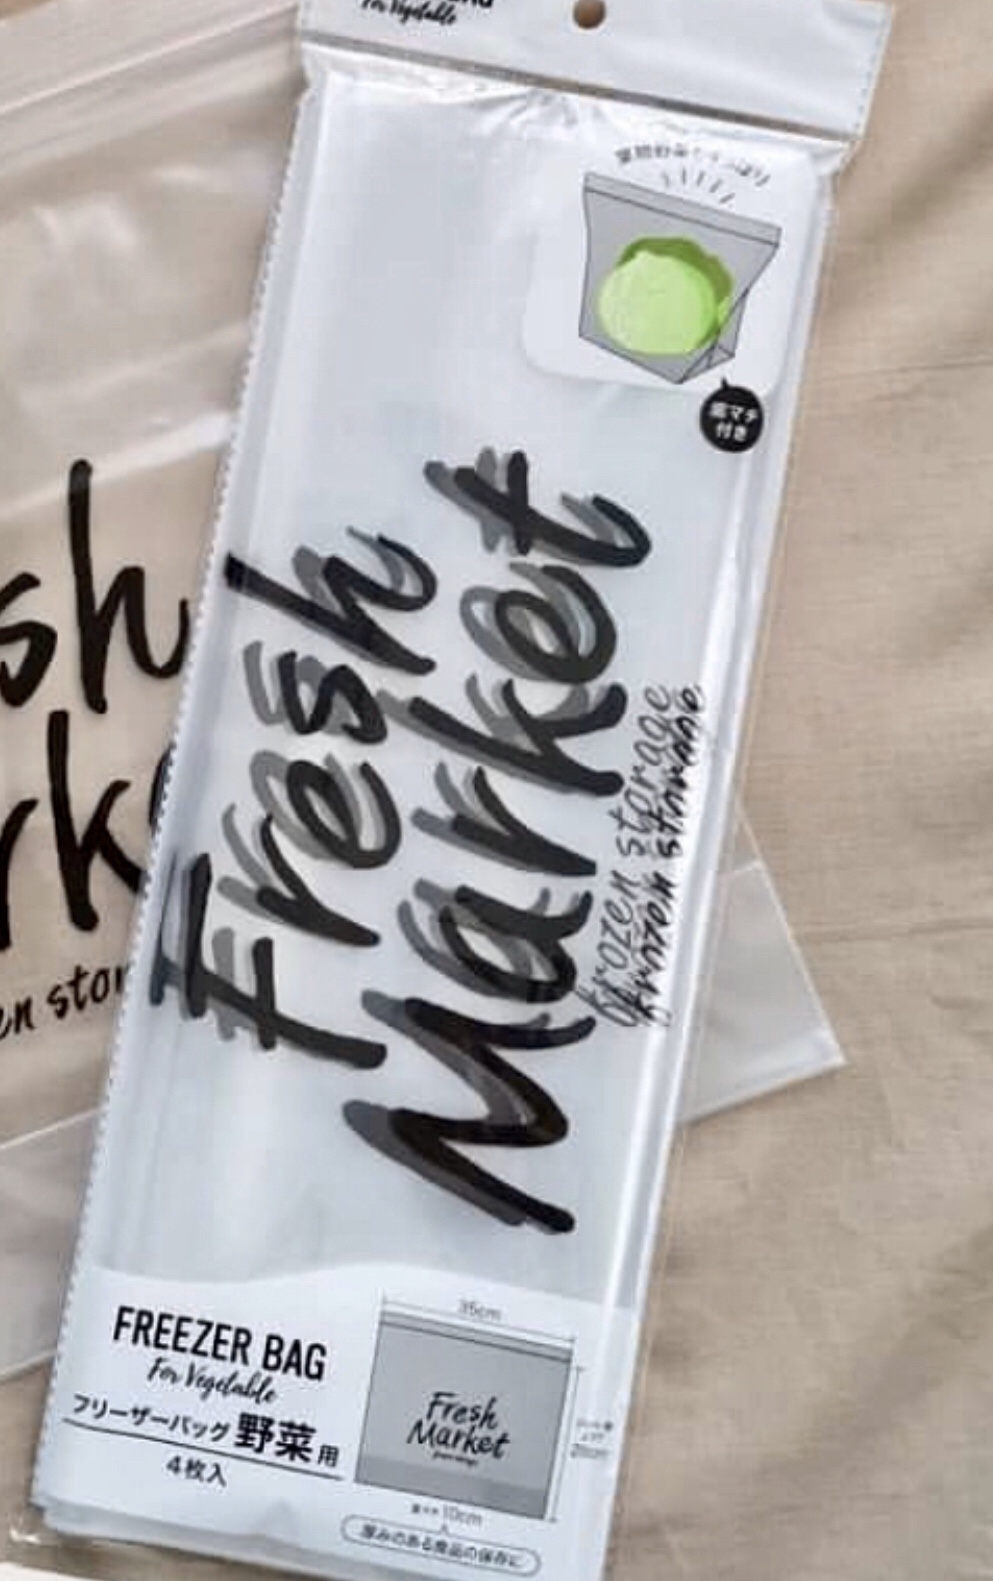 For Vegetable
底マチ
付き
Fresh
Market
frozen storage
sh
rke
en stor
FREEZER BAG
For Vegetable
フリーザーバッグ 野菜用
4枚入
35cm
Fresh
Market
10cm
厚みのある食品の保存に